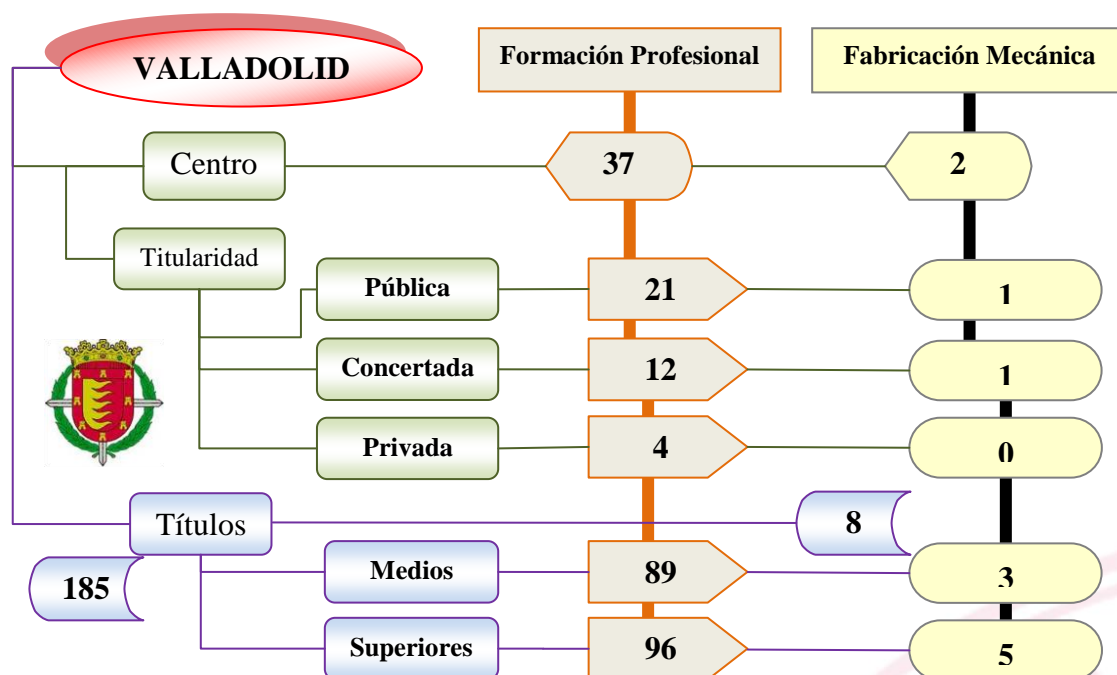 VALLADOLID
Formación Profesional
Fabricación Mecánica
Centro
37
2
Titularidad
Pública
21
1
Concertada
12
1
Privada
4
0
Títulos
8
185
Medios
89
3
Superiores
96
5